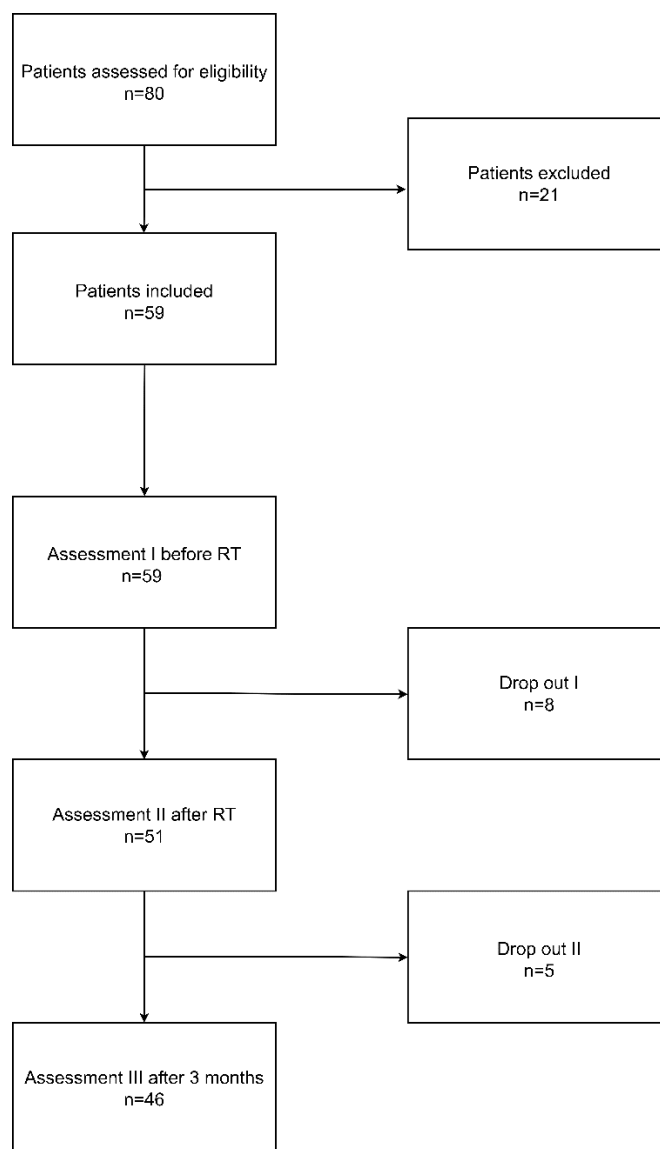 Patients assessed for eligibility
n=80
Patients excluded
n=21
Patients included
n=59
Assessment I before RT
n=59
Drop out I
n=8
Assessment II after RT
n=51
Drop out II
n=5
Assessment III after 3 months
n=46